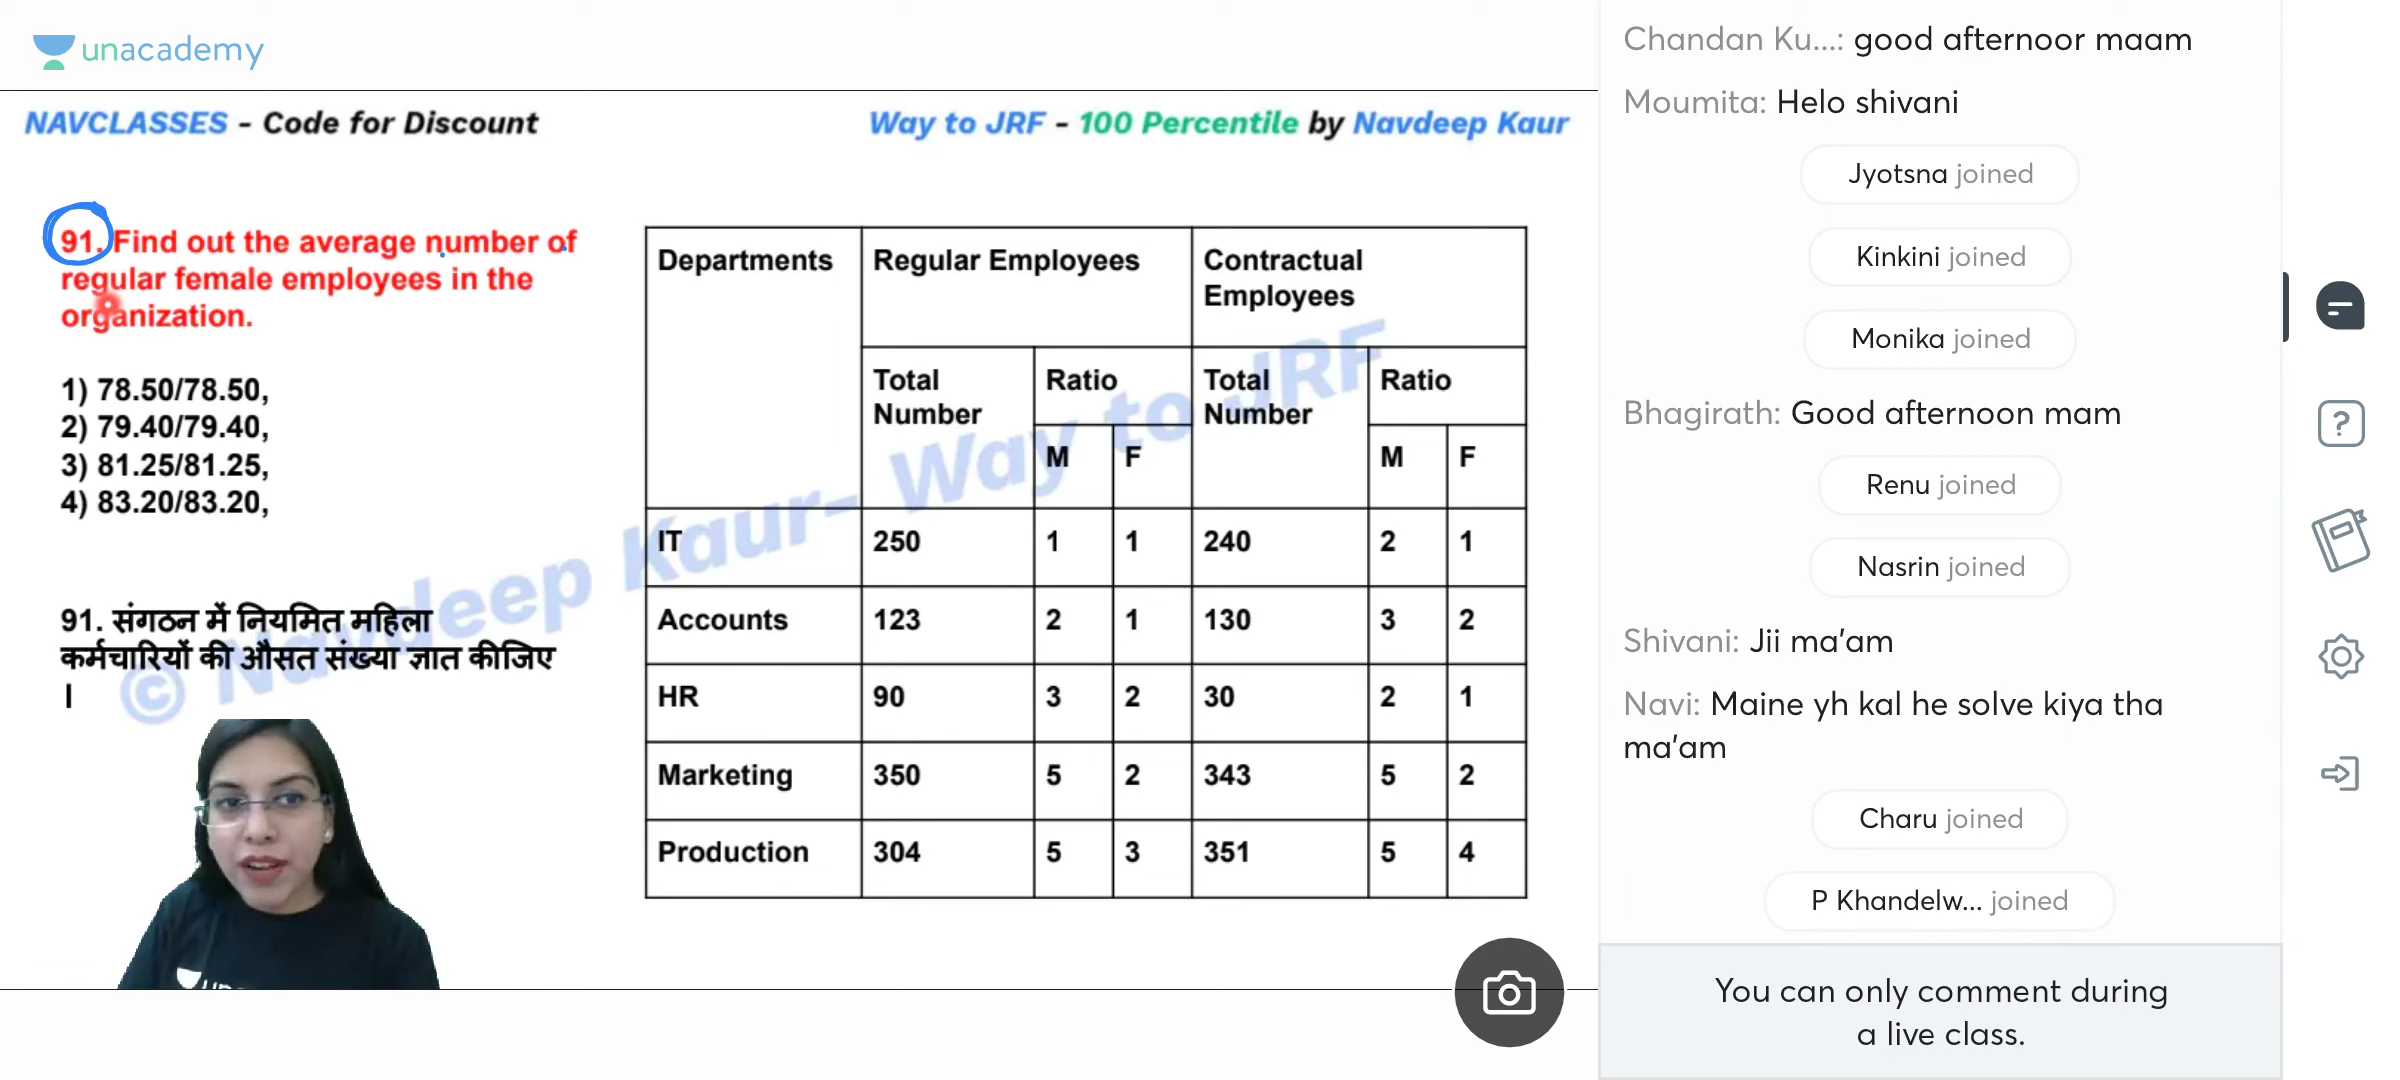 unacademy
NAVCLASSES - Code for Discount
Way to JRF - 100 Percentile by Navdeep Kaur
91. Find out the average number of
regular female employees in the
organization.
1) 78.50/78.50,
2) 79.40/79.40,
3) 81.25/81.25,
4) 83.20/83.20,
91. संगठन में नियमित महिला
कर्मचारियों की औसत संख्या ज्ञात कीजिए
।
© Navdeep Kaur- Way to JRF
Departments Regular Employees Contractual
Employees
Total Ratio Total Ratio
Number Number
M F M F
IT 250 1 1 240 2 1
Accounts 123 2 1 130 3 2
HR 90 3 2 30 2 1
Marketing 350 5 2 343 5 2
Production 304 5 3 351 5 4
Chandan Ku...: good afternoor maam
Moumita: Helo shivani
Jyotsna joined
Kinkini joined
Monika joined
Bhagirath: Good afternoon mam
Renu joined
Nasrin joined
Shivani: Jii ma'am
Navi: Maine yh kal he solve kiya tha
ma'am
Charu joined
P Khandelw... joined
You can only comment during
a live class.